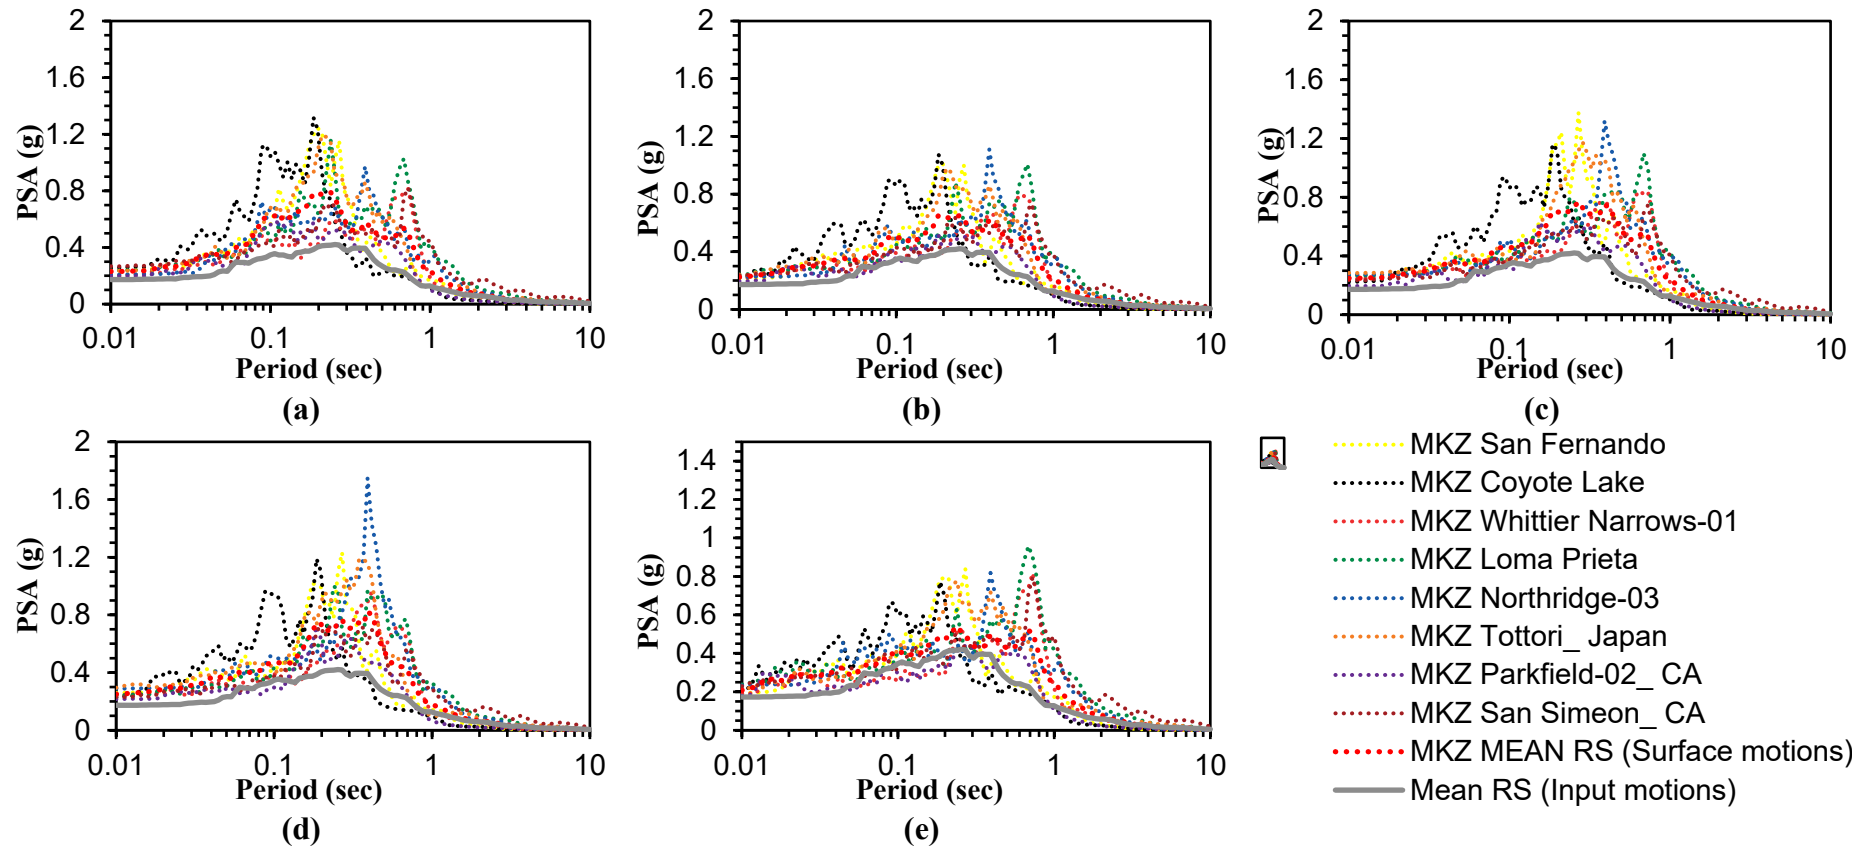 2
1.6
1.2
0.8
0.4
0
PSA (g)
0.01 0.1 1 10
Period (sec)
(a)
2
1.6
1.2
0.8
0.4
0
PSA (g)
0.01 0.1 1 10
Period (sec)
(b)
2
1.6
1.2
0.8
0.4
0
PSA (g)
0.01 0.1 1 10
Period (sec)
(c)
2
1.6
1.2
0.8
0.4
0
PSA (g)
0.01 0.1 1 10
Period (sec)
(d)
1.4
1.2
1
0.8
0.6
0.4
0.2
0
PSA (g)
0.01 0.1 1 10
Period (sec)
(e)
MKZ San Fernando
MKZ Coyote Lake
MKZ Whittier Narrows-01
MKZ Loma Prieta
MKZ Northridge-03
MKZ Tottori_ Japan
MKZ Parkfield-02_ CA
MKZ San Simeon_ CA
MKZ MEAN RS (Surface motions)
Mean RS (Input motions)